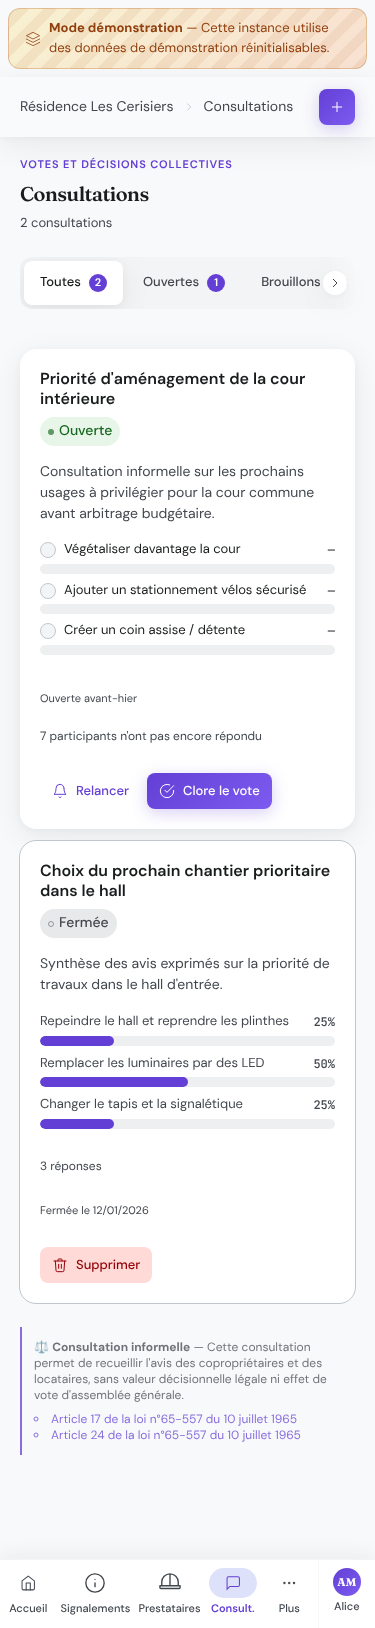 Mode démonstration — Cette instance utilise
des données de démonstration réinitialisables.
Résidence Les Cerisiers > Consultations +
VOTES ET DÉCISIONS COLLECTIVES
Consultations
2 consultations
Toutes 2 Ouvertes 1 Brouillons
Priorité d'aménagement de la cour
intérieure
Ouverte
Consultation informelle sur les prochains
usages à privilégier pour la cour commune
avant arbitrage budgétaire.
Végétaliser davantage la cour –
Ajouter un stationnement vélos sécurisé –
Créer un coin assise / détente –
Ouverte avant-hier
7 participants n'ont pas encore répondu
Relancer Clore le vote
Choix du prochain chantier prioritaire
dans le hall
Fermée
Synthèse des avis exprimés sur la priorité de
travaux dans le hall d'entrée.
Repeindre le hall et reprendre les plinthes 25%
Remplacer les luminaires par des LED 50%
Changer le tapis et la signalétique 25%
3 réponses
Fermée le 12/01/2026
Supprimer
⚖️ Consultation informelle — Cette consultation
permet de recueillir l'avis des copropriétaires et des
locataires, sans valeur décisionnelle légale ni effet de
vote d'assemblée générale.
Article 17 de la loi n°65-557 du 10 juillet 1965
Article 24 de la loi n°65-557 du 10 juillet 1965
AM
Accueil Signalements Prestataires Consult. Plus Alice